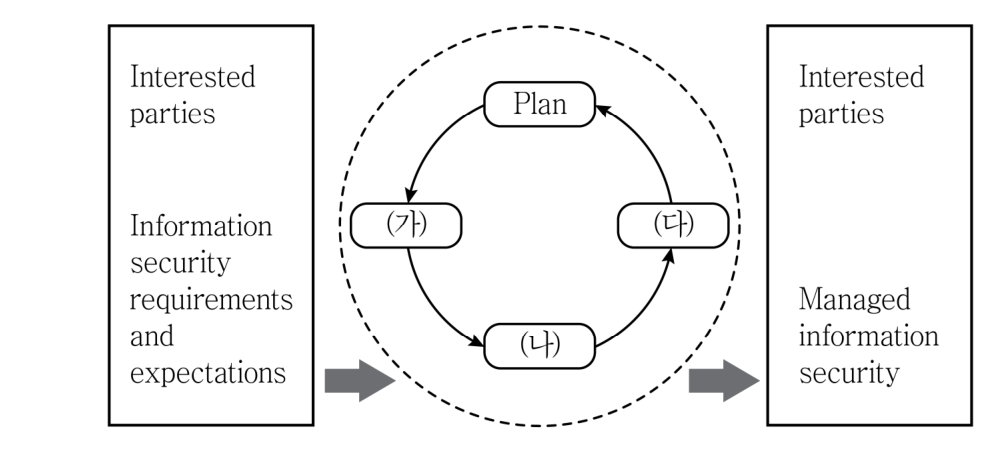 Interested
parties
Information
security
requirements
and
expectations
Plan
(가)
(다)
(나)
Interested
parties
Managed
information
security